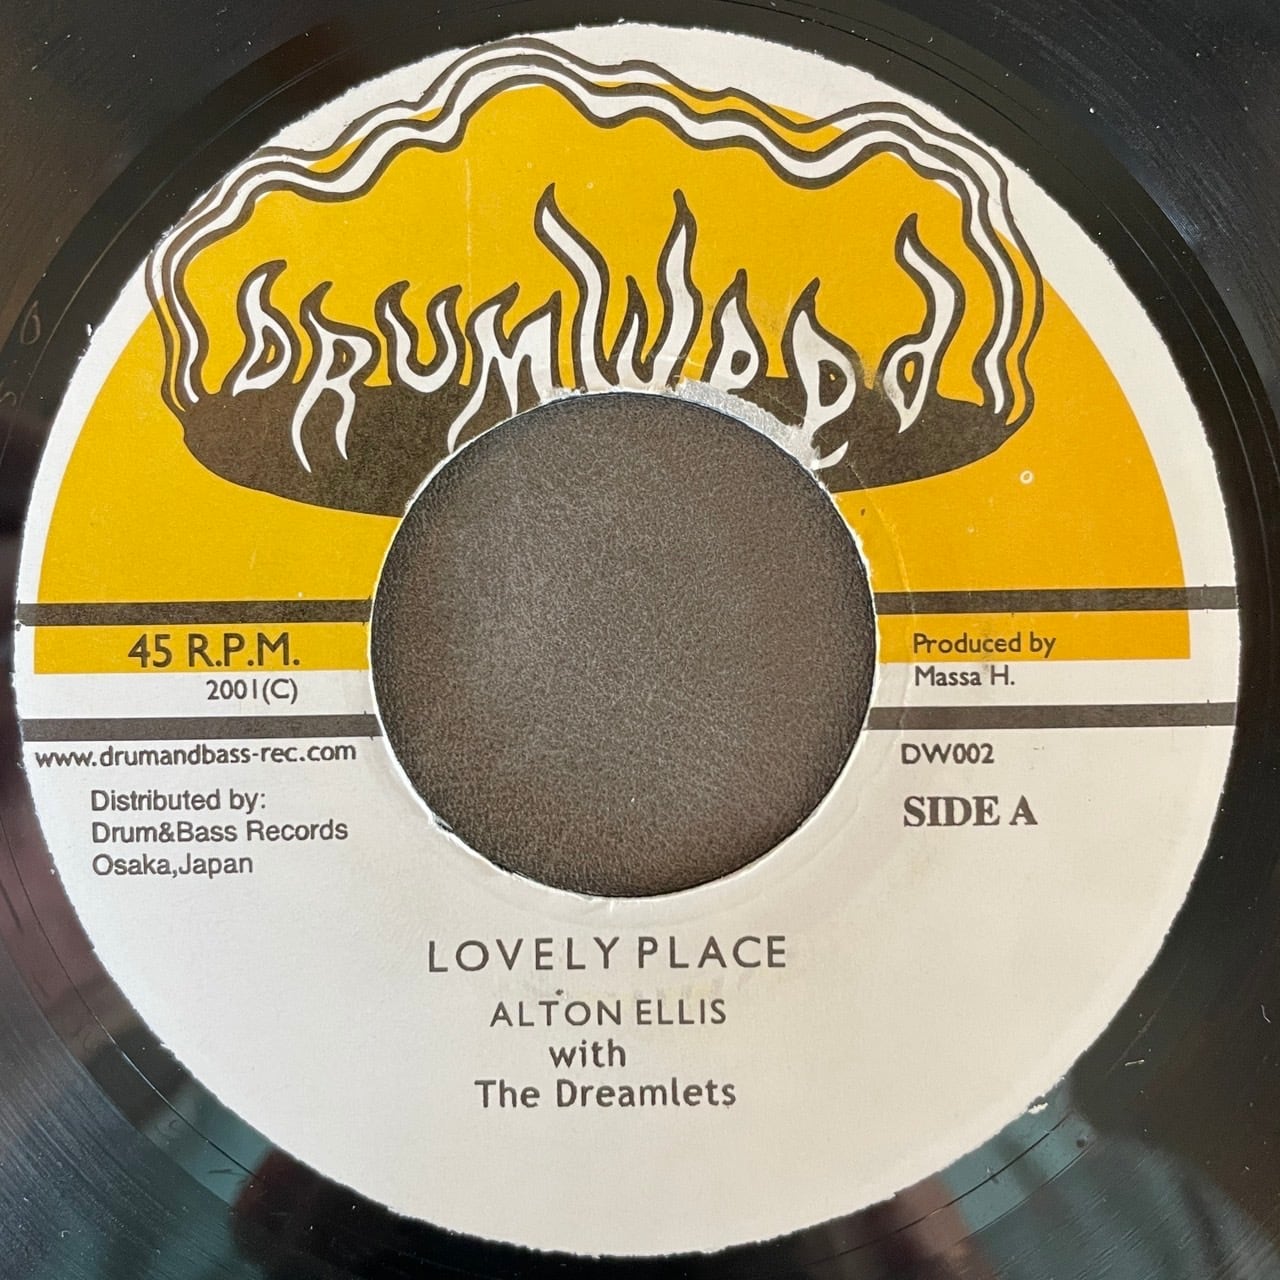 DRUMWeed
45 R.P.M.
2001(C)
Produced by
Massa H.
www.drumandbass-rec.com
Distributed by:
Drum&Bass Records
Osaka,Japan
DW002
SIDE A
LOVELY PLACE
ALTON ELLIS
with
The Dreamlets